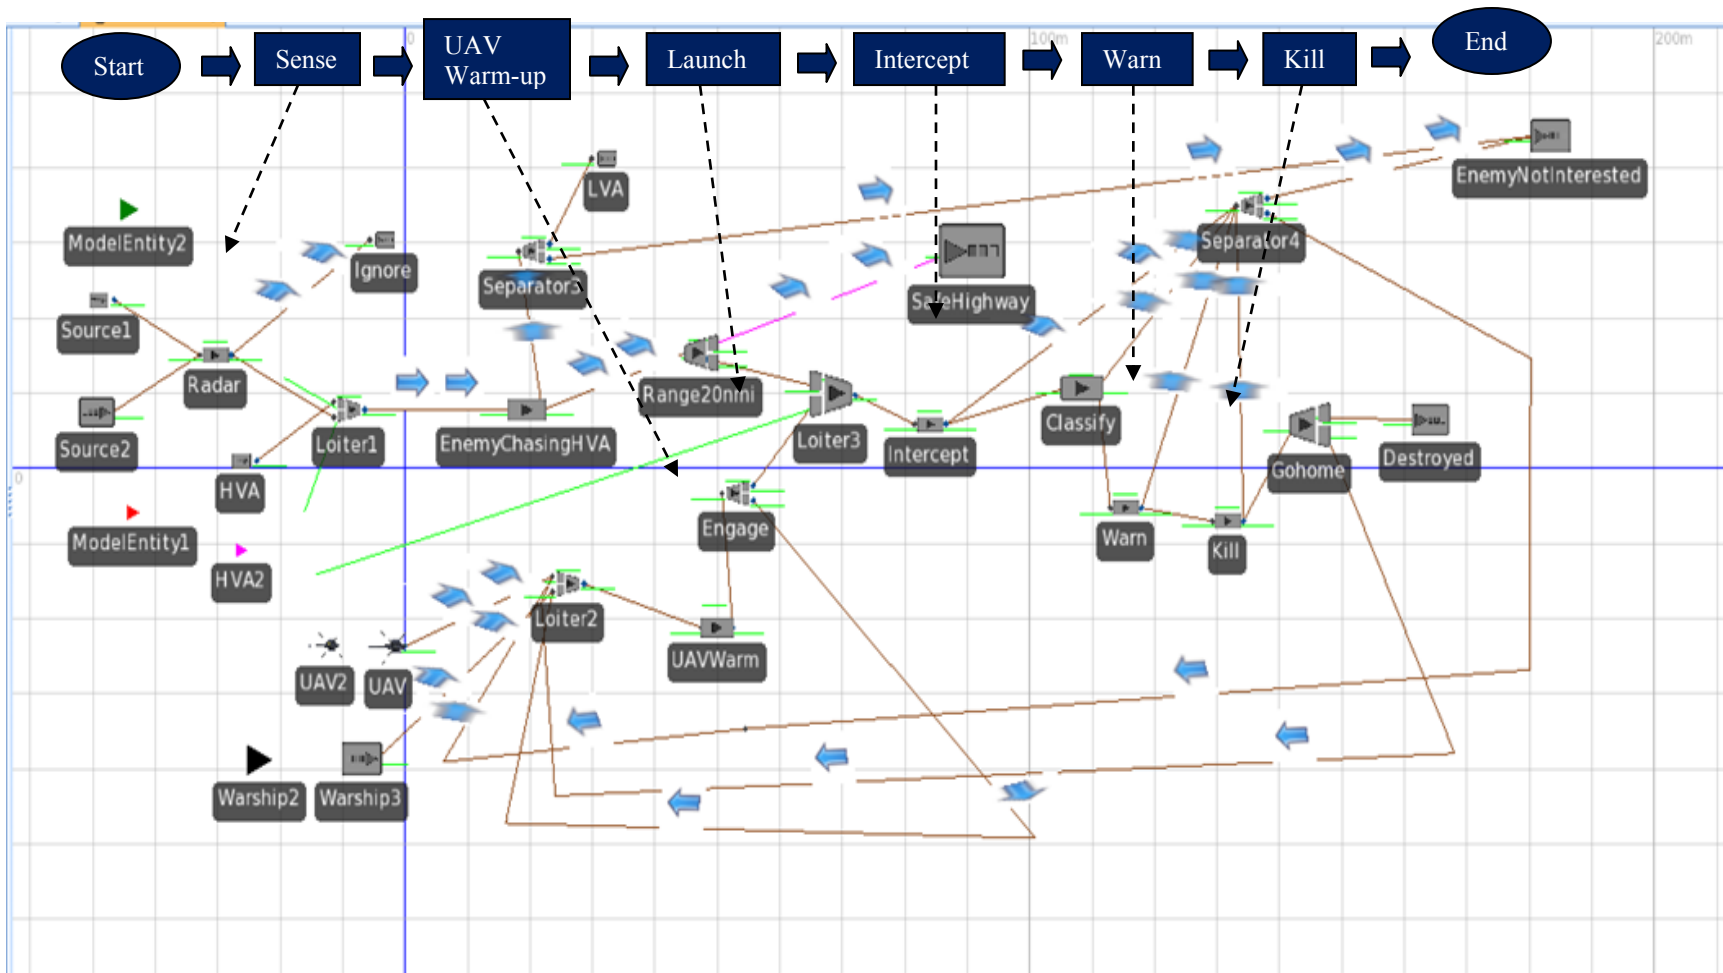 Start
Sense
UAV
Warm-up
Launch
Intercept
Warn
Kill
End
0
100m
200m
LVA
EnemyNotInterested
ModelEntity2
Ignore
Separator3
Separator4
SafeHighway
Source1
Radar
Range20nmi
Source2
Loiter1
EnemyChasingHVA
Loiter3
Intercept
Classify
Gohome
Destroyed
0
HVA
ModelEntity1
HVA2
Engage
Warn
Kill
Loiter2
UAVWarm
UAV2
UAV
Warship2
Warship3